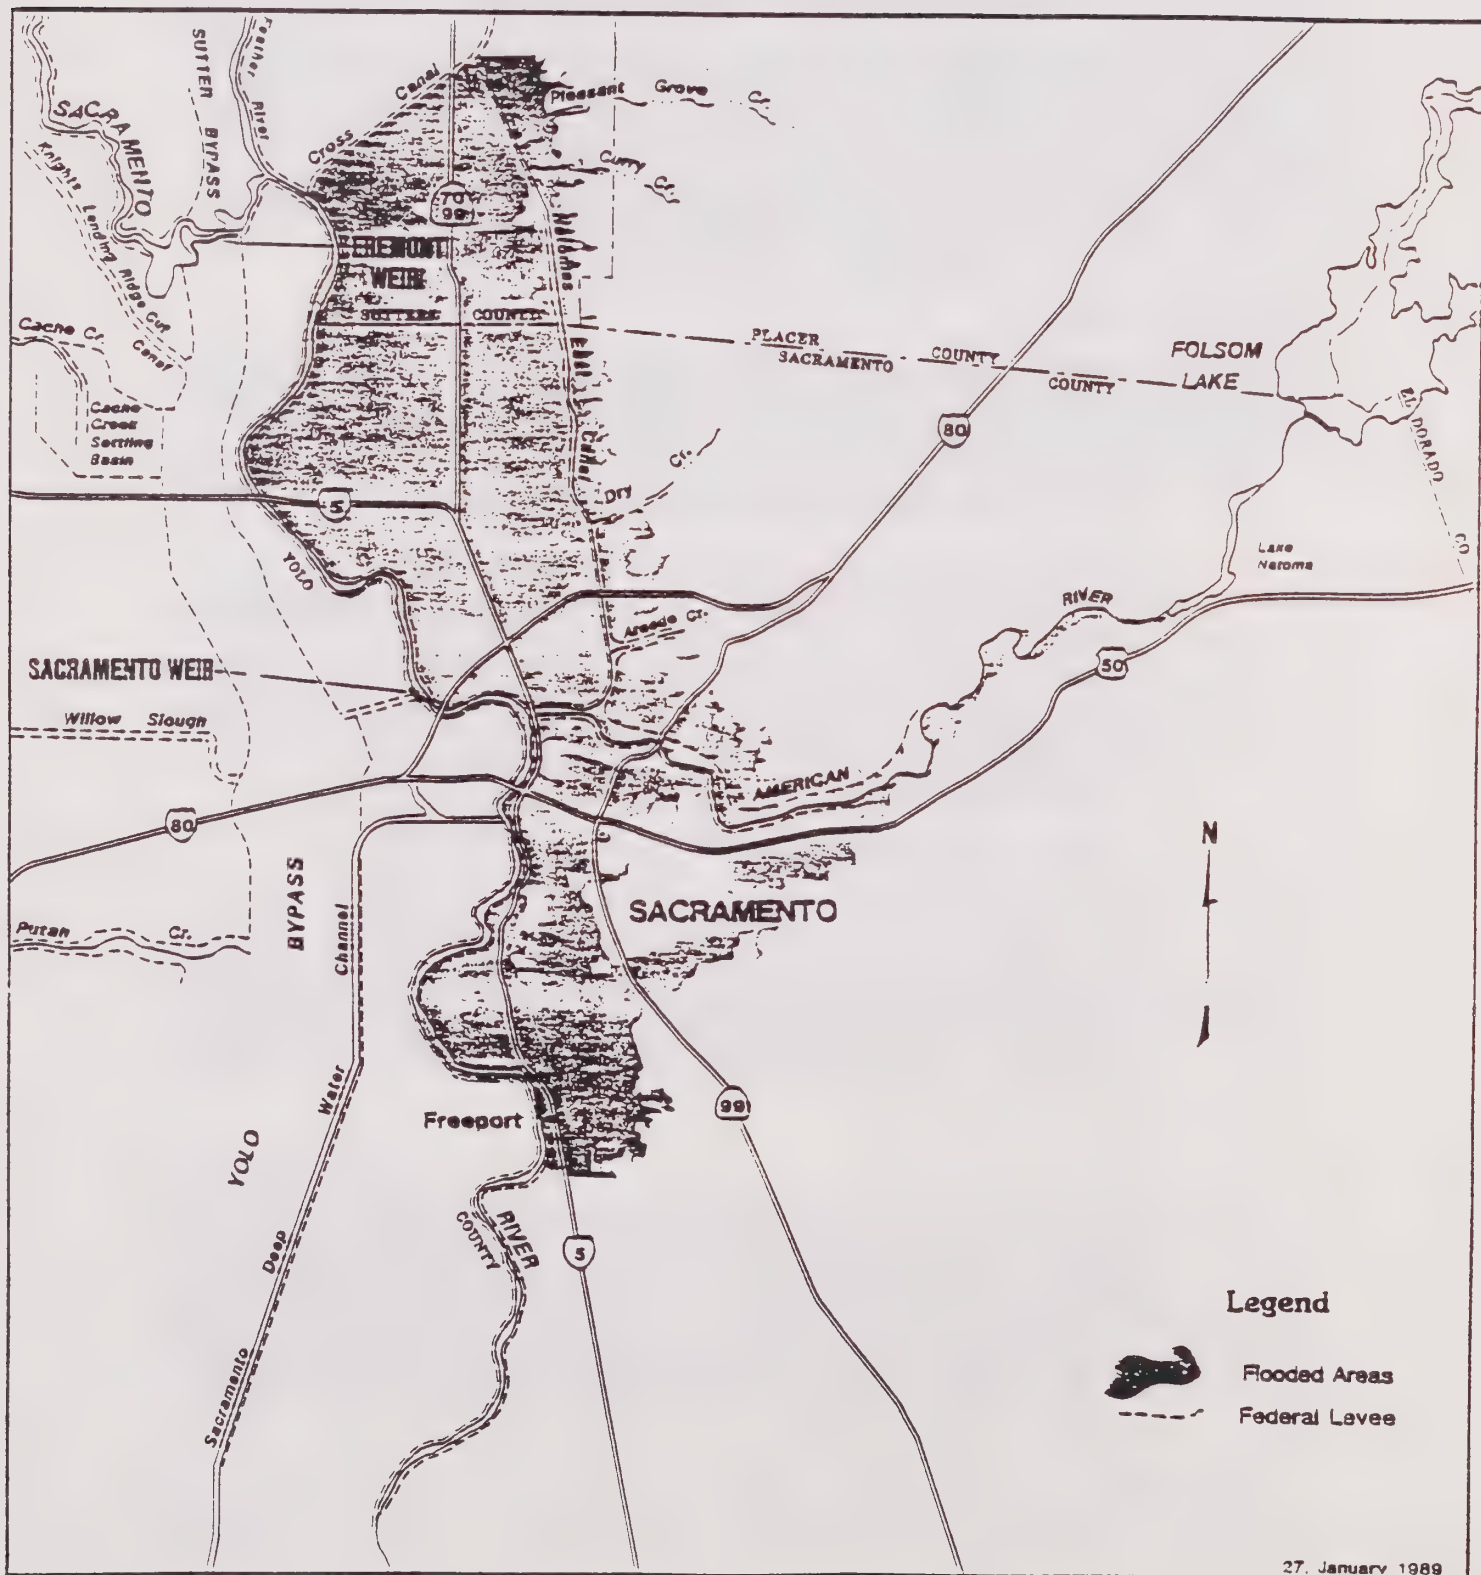 SUTTER BYPASS
Feather River
SACRAMENTO
Knights Landing Ridge Cut Canal
Cross Canal
Pleasant Grove Cr.
Curry Cr.
70
99
FREMONT
WEIR
SUTTER COUNTY
Natomas East Canal
PLACER COUNTY
SACRAMENTO COUNTY
FOLSOM
LAKE
EL DORADO CO
Cache Cr.
Cache
Creek
Settling
Basin
80
Dry Cr.
5
YOLO
Lake
Natoma
RIVER
Arcade Cr.
50
SACRAMENTO WEIR
Willow Slough
AMERICAN
80
N
BYPASS
SACRAMENTO
Putah Cr.
Channel
Water
Freeport
99
YOLO
RIVER
COUNTY
Deep
5
Sacramento
Legend
Flooded Areas
Federal Levee
27. January 1989